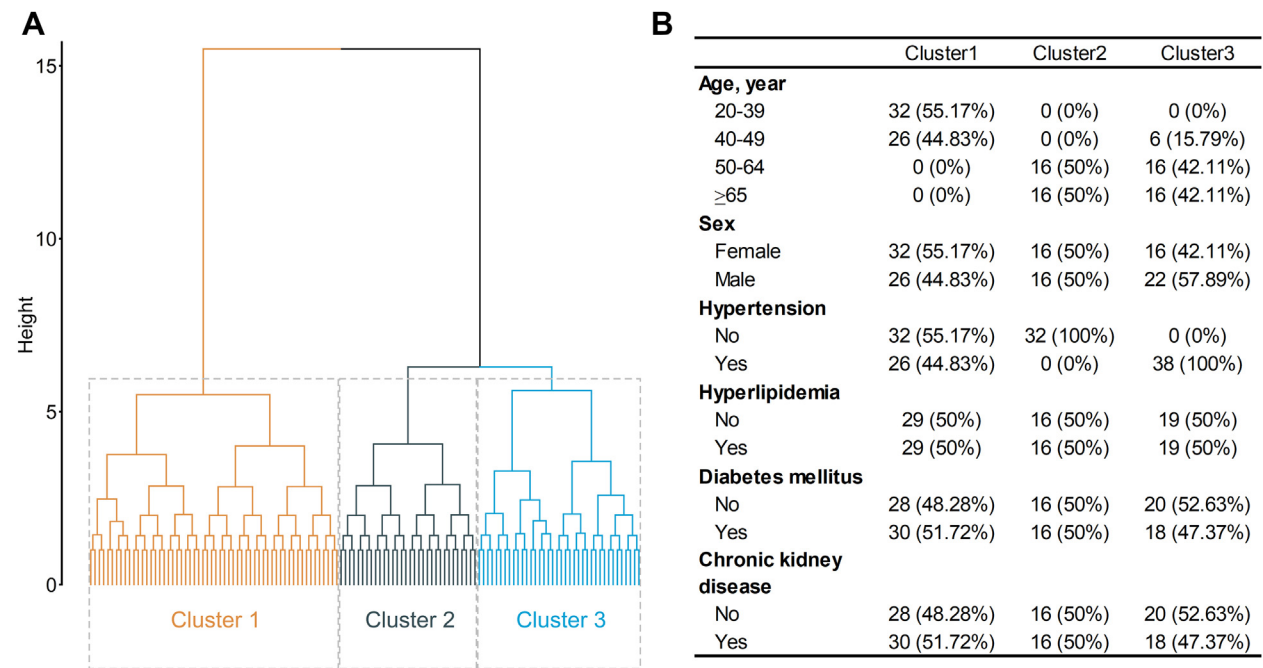 A
Height
15
10
5
0
Cluster 1
Cluster 2
Cluster 3
B
Cluster1 Cluster2 Cluster3
Age, year
20-39 32 (55.17%) 0 (0%) 0 (0%)
40-49 26 (44.83%) 0 (0%) 6 (15.79%)
50-64 0 (0%) 16 (50%) 16 (42.11%)
≥65 0 (0%) 16 (50%) 16 (42.11%)
Sex
Female 32 (55.17%) 16 (50%) 16 (42.11%)
Male 26 (44.83%) 16 (50%) 22 (57.89%)
Hypertension
No 32 (55.17%) 32 (100%) 0 (0%)
Yes 26 (44.83%) 0 (0%) 38 (100%)
Hyperlipidemia
No 29 (50%) 16 (50%) 19 (50%)
Yes 29 (50%) 16 (50%) 19 (50%)
Diabetes mellitus
No 28 (48.28%) 16 (50%) 20 (52.63%)
Yes 30 (51.72%) 16 (50%) 18 (47.37%)
Chronic kidney
disease
No 28 (48.28%) 16 (50%) 20 (52.63%)
Yes 30 (51.72%) 16 (50%) 18 (47.37%)